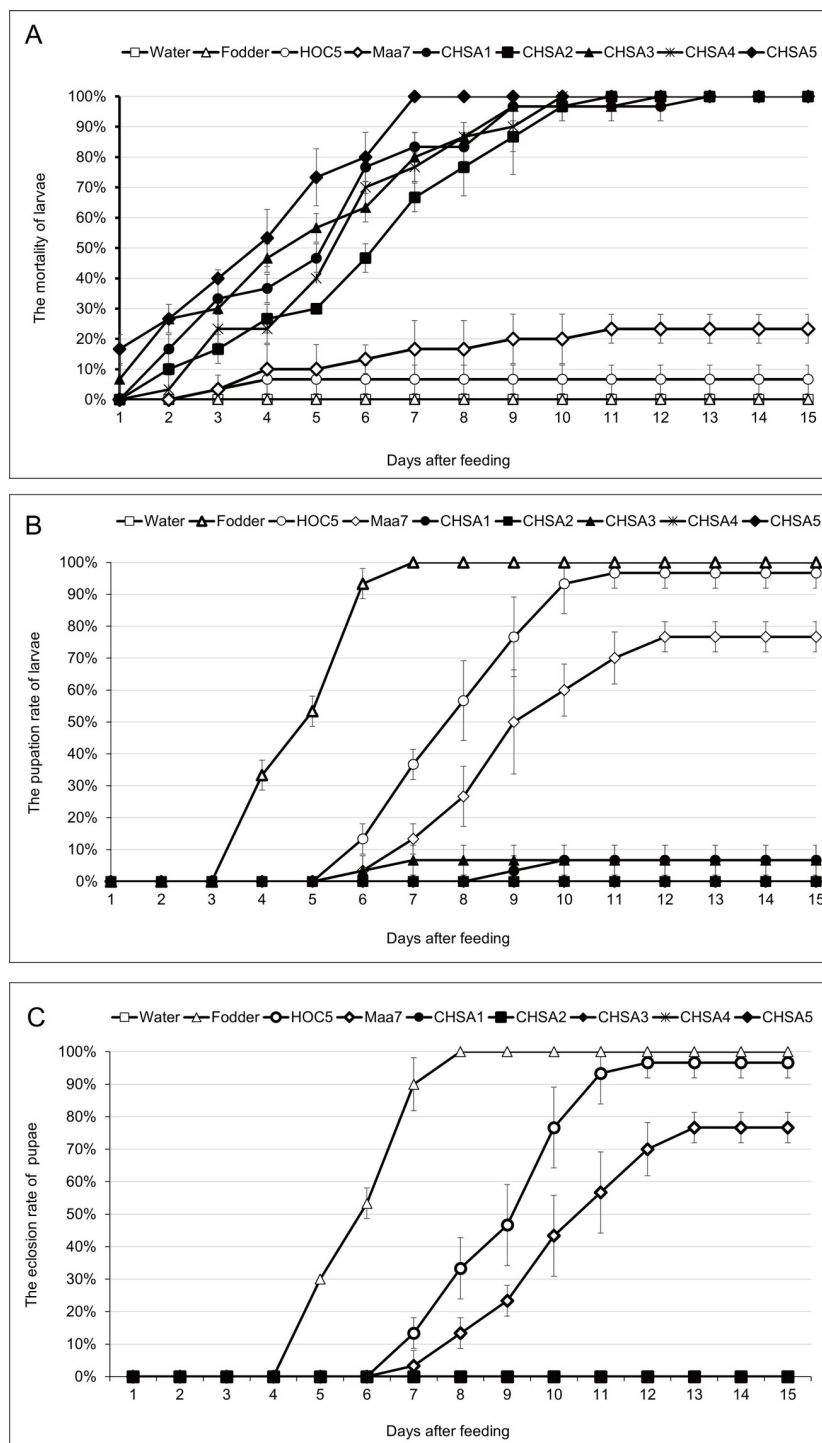 A
Water Fodder HOC5 Maa7 CHSA1 CHSA2 CHSA3 CHSA4 CHSA5
100%
90%
80%
70%
60%
50%
40%
30%
20%
10%
0%
The mortality of larvae
1 2 3 4 5 6 7 8 9 10 11 12 13 14 15
Days after feeding
B
Water Fodder HOC5 Maa7 CHSA1 CHSA2 CHSA3 CHSA4 CHSA5
100%
90%
80%
70%
60%
50%
40%
30%
20%
10%
0%
The pupation rate of larvae
1 2 3 4 5 6 7 8 9 10 11 12 13 14 15
Days after feeding
C
Water Fodder HOC5 Maa7 CHSA1 CHSA2 CHSA3 CHSA4 CHSA5
100%
90%
80%
70%
60%
50%
40%
30%
20%
10%
0%
The eclosion rate of pupae
1 2 3 4 5 6 7 8 9 10 11 12 13 14 15
Days after feeding